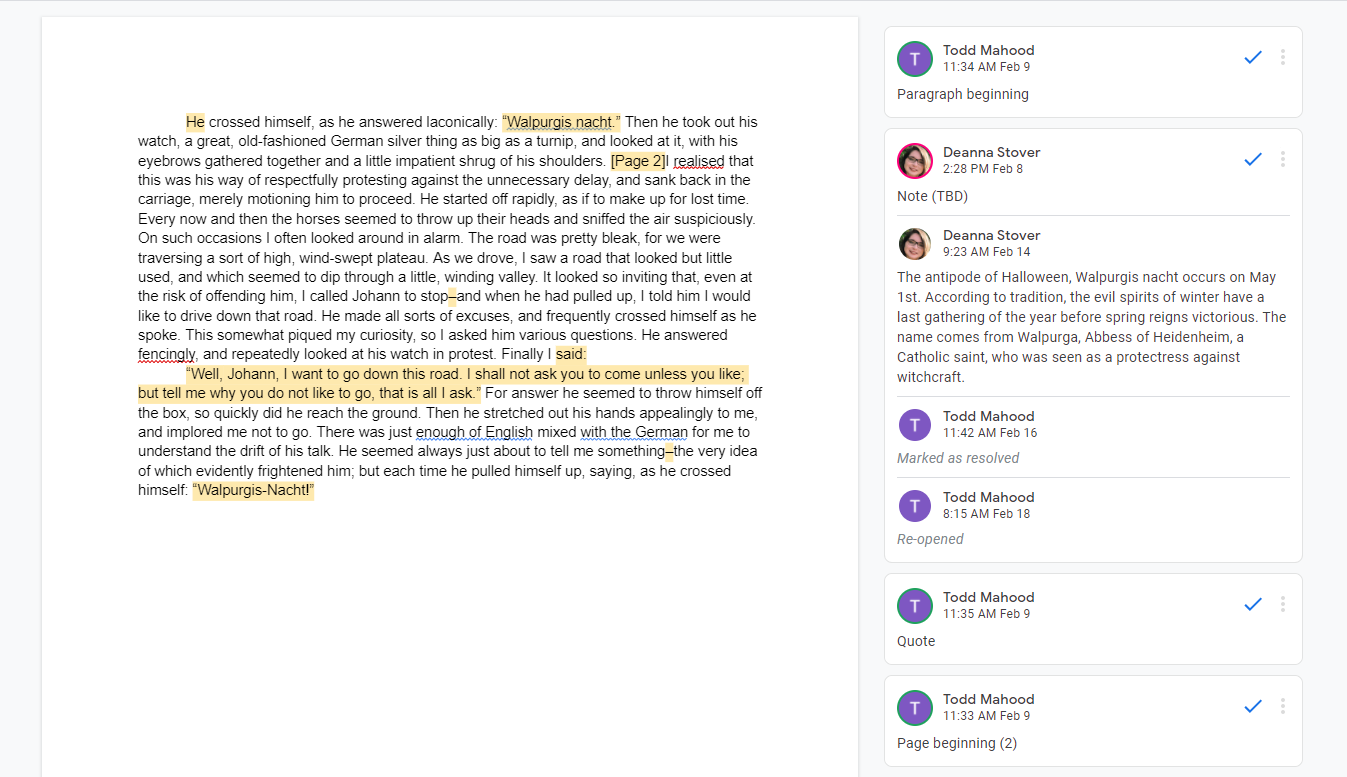 He crossed himself, as he answered laconically: “Walpurgis nacht.” Then he took out his
watch, a great, old-fashioned German silver thing as big as a turnip, and looked at it, with his
eyebrows gathered together and a little impatient shrug of his shoulders. [Page 2]I realised that
this was his way of respectfully protesting against the unnecessary delay, and sank back in the
carriage, merely motioning him to proceed. He started off rapidly, as if to make up for lost time.
Every now and then the horses seemed to throw up their heads and sniffed the air suspiciously.
On such occasions I often looked around in alarm. The road was pretty bleak, for we were
traversing a sort of high, wind-swept plateau. As we drove, I saw a road that looked but little
used, and which seemed to dip through a little, winding valley. It looked so inviting that, even at
the risk of offending him, I called Johann to stop–and when he had pulled up, I told him I would
like to drive down that road. He made all sorts of excuses, and frequently crossed himself as he
spoke. This somewhat piqued my curiosity, so I asked him various questions. He answered
fencingly, and repeatedly looked at his watch in protest. Finally I said:
“Well, Johann, I want to go down this road. I shall not ask you to come unless you like;
but tell me why you do not like to go, that is all I ask.” For answer he seemed to throw himself off
the box, so quickly did he reach the ground. Then he stretched out his hands appealingly to me,
and implored me not to go. There was just enough of English mixed with the German for me to
understand the drift of his talk. He seemed always just about to tell me something–the very idea
of which evidently frightened him; but each time he pulled himself up, saying, as he crossed
himself: “Walpurgis-Nacht!”
T
Todd Mahood
11:34 AM Feb 9
Paragraph beginning
Deanna Stover
2:28 PM Feb 8
Note (TBD)
Deanna Stover
9:23 AM Feb 14
The antipode of Halloween, Walpurgis nacht occurs on May
1st. According to tradition, the evil spirits of winter have a
last gathering of the year before spring reigns victorious. The
name comes from Walpurga, Abbess of Heidenheim, a
Catholic saint, who was seen as a protectress against
witchcraft.
T
Todd Mahood
11:42 AM Feb 16
Marked as resolved
T
Todd Mahood
8:15 AM Feb 18
Re-opened
T
Todd Mahood
11:35 AM Feb 9
Quote
T
Todd Mahood
11:33 AM Feb 9
Page beginning (2)